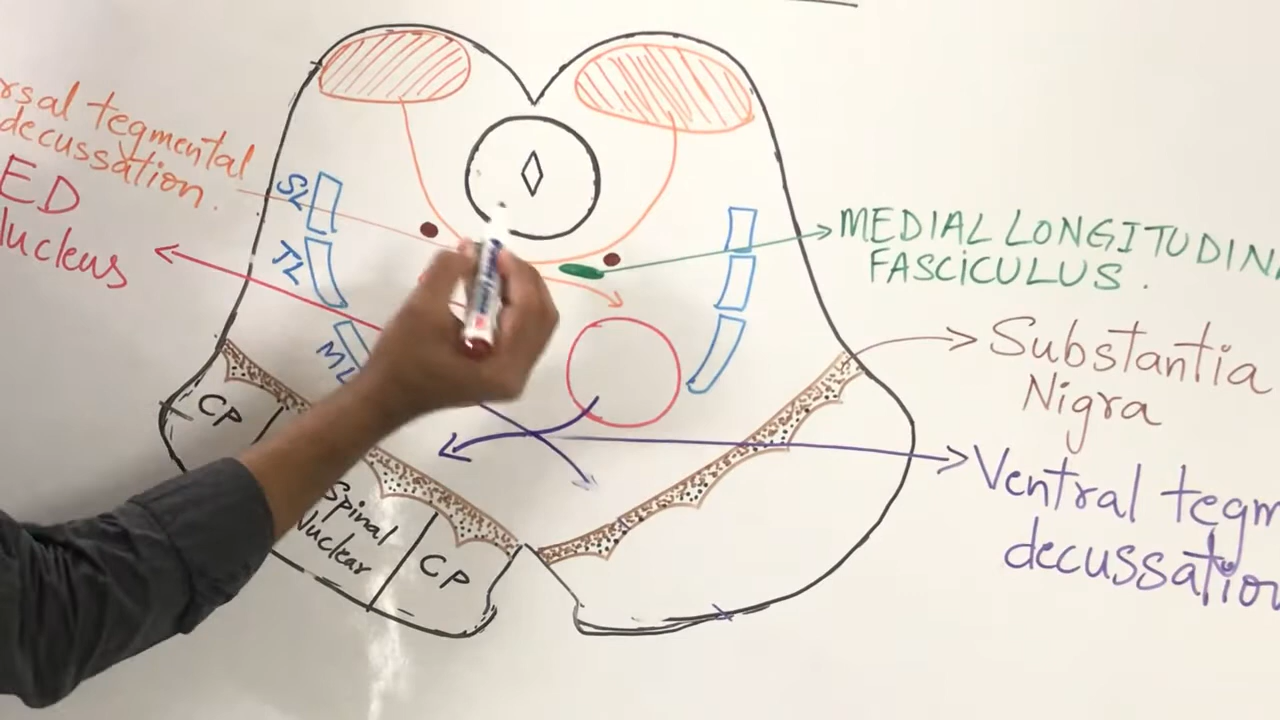 rsal tegmental
decussation.
ED
ucleus
SL
TL
ML
CP
Spinal
Nuclear
CP
MEDIAL LONGITUDIN
FASCICULUS.
Substantia
Nigra
Ventral tegm
decussation